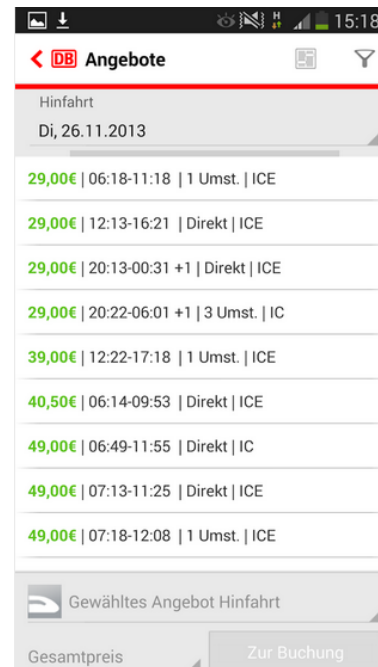 H 15:18
DB Angebote
Hinfahrt
Di, 26.11.2013
29,00€ | 06:18-11:18 | 1 Umst. | ICE
29,00€ | 12:13-16:21 | Direkt | ICE
29,00€ | 20:13-00:31 +1 | Direkt | ICE
29,00€ | 20:22-06:01 +1 | 3 Umst. | IC
39,00€ | 12:22-17:18 | 1 Umst. | ICE
40,50€ | 06:14-09:53 | Direkt | ICE
49,00€ | 06:49-11:55 | Direkt | IC
49,00€ | 07:13-11:25 | Direkt | ICE
49,00€ | 07:18-12:08 | 1 Umst. | ICE
Gewähltes Angebot Hinfahrt
Gesamtpreis Zur Buchung